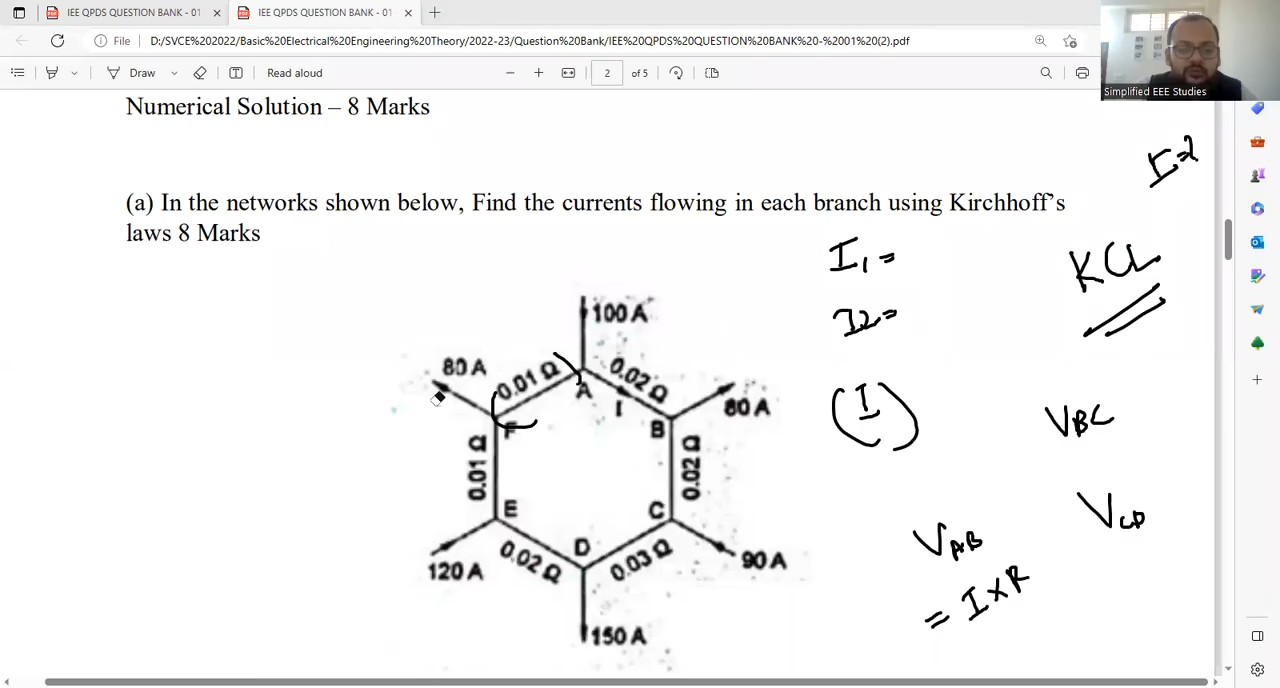 IEE QPDS QUESTION BANK - 01
IEE QPDS QUESTION BANK - 01
File
D:/SVCE%202022/Basic%20Electrical%20Engineering%20Theory/2022-23/Question%20Bank/IEE%20QPDS%20QUESTION%20BANK%20-%2001%20(2).pdf
Draw
Read aloud
2
of 5
Simplified EEE Studies
Numerical Solution – 8 Marks
(a) In the networks shown below, Find the currents flowing in each branch using Kirchhoff's
laws 8 Marks
I=2
I1=
KCL
I2=
(I)
VBC
VCD
VAB
= I×R
100 A
80 A
0.01 Ω
0.02 Ω
A
I
80 A
F
B
0.01 Ω
0.02 Ω
E
C
D
120 A
0.02 Ω
0.03 Ω
90 A
150 A